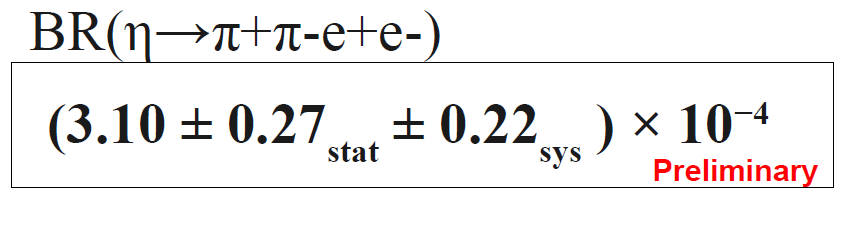 BR(η→π+π-e+e-)
(3.10 ± 0.27stat ± 0.22sys ) × 10−4
Preliminary